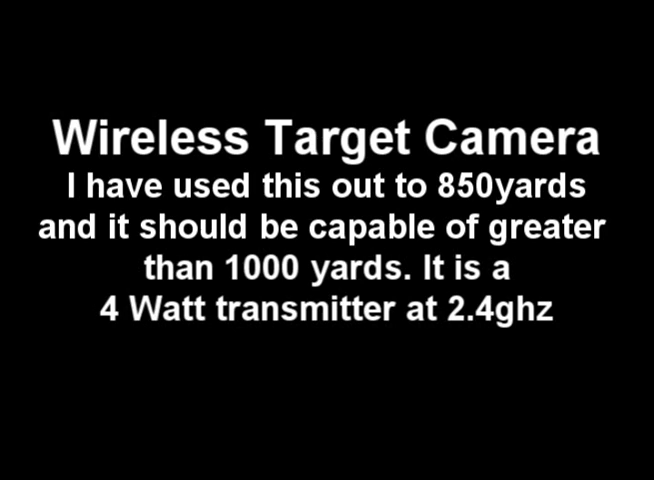 Wireless Target Camera
I have used this out to 850yards
and it should be capable of greater
than 1000 yards. It is a
4 Watt transmitter at 2.4ghz